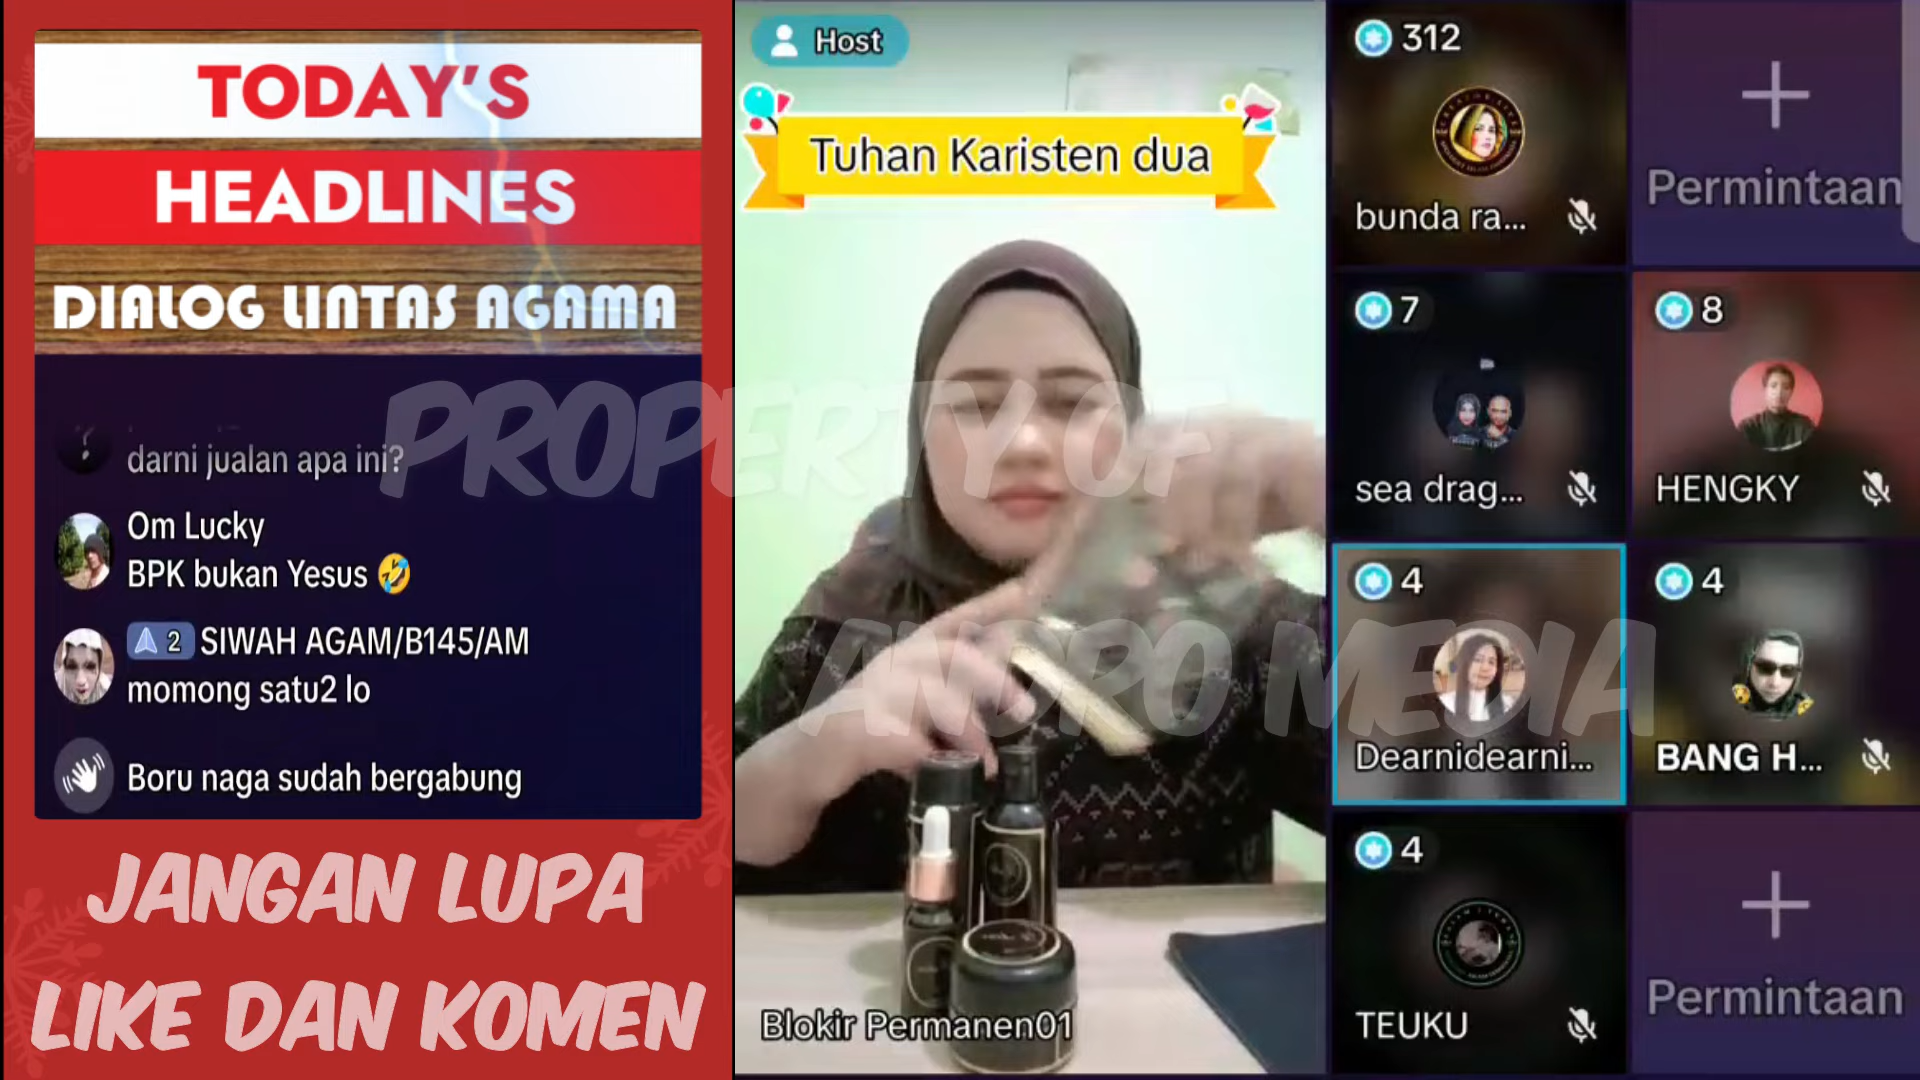 TODAY'S
HEADLINES
DIALOG LINTAS AGAMA
darni jualan apa ini?
Om Lucky
BPK bukan Yesus 🤣
2 SIWAH AGAM/B145/AM
momong satu2 lo
Boru naga sudah bergabung
JANGAN LUPA
LIKE DAN KOMEN
PROPERTY OF
ANDRO MEDIA
Host
Tuhan Karisten dua
Blokir Permanen01
312
bunda ra...
Permintaan
7
sea drag...
8
HENGKY
4
Dearnidearni...
4
BANG H...
4
TEUKU
Permintaan